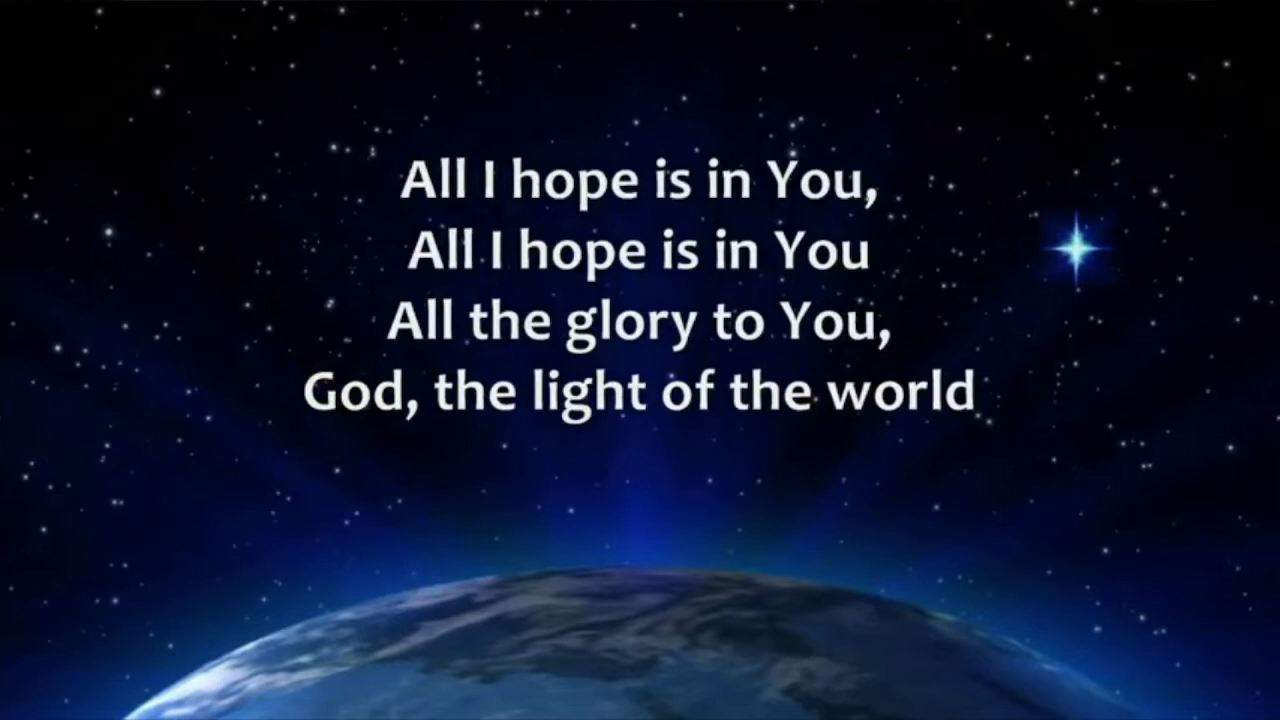 All I hope is in You,
All I hope is in You
All the glory to You,
God, the light of the world